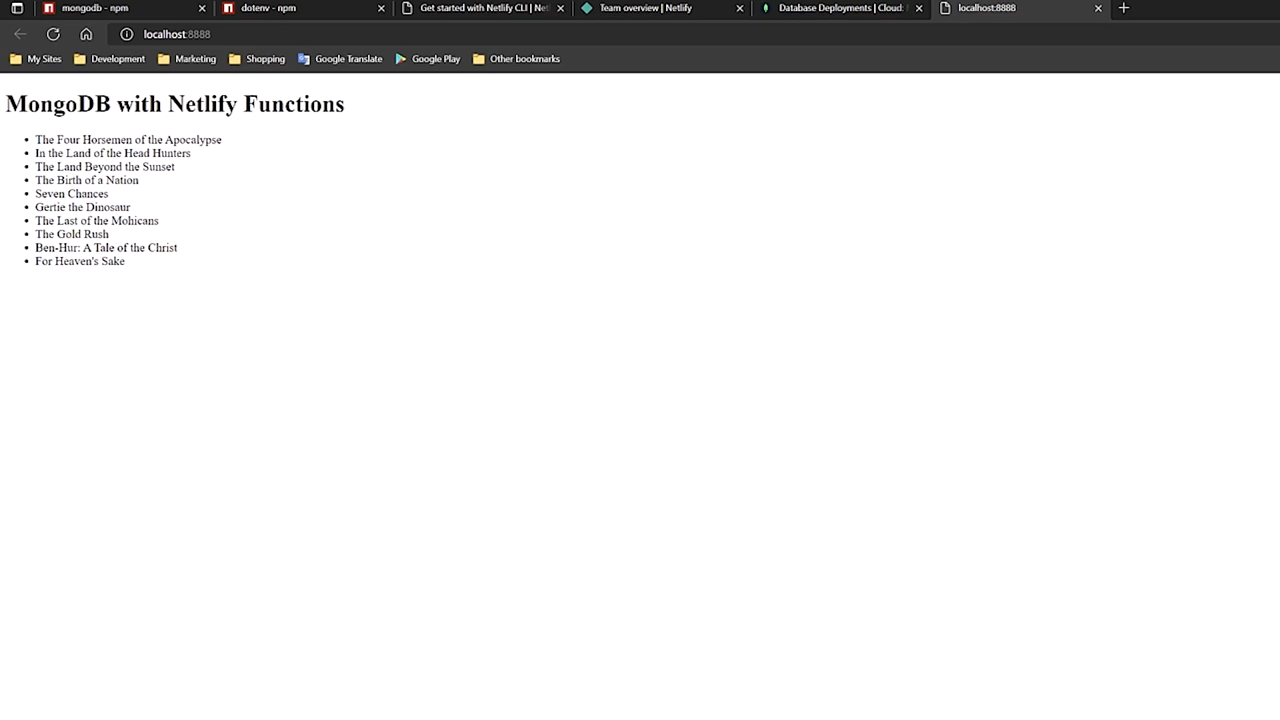 mongodb - npm
dotenv - npm
Get started with Netlify CLI | Net
Team overview | Netlify
Database Deployments | Cloud:
localhost:8888
localhost:8888
My Sites
Development
Marketing
Shopping
Google Translate
Google Play
Other bookmarks
MongoDB with Netlify Functions
The Four Horsemen of the Apocalypse
In the Land of the Head Hunters
The Land Beyond the Sunset
The Birth of a Nation
Seven Chances
Gertie the Dinosaur
The Last of the Mohicans
The Gold Rush
Ben-Hur: A Tale of the Christ
For Heaven's Sake